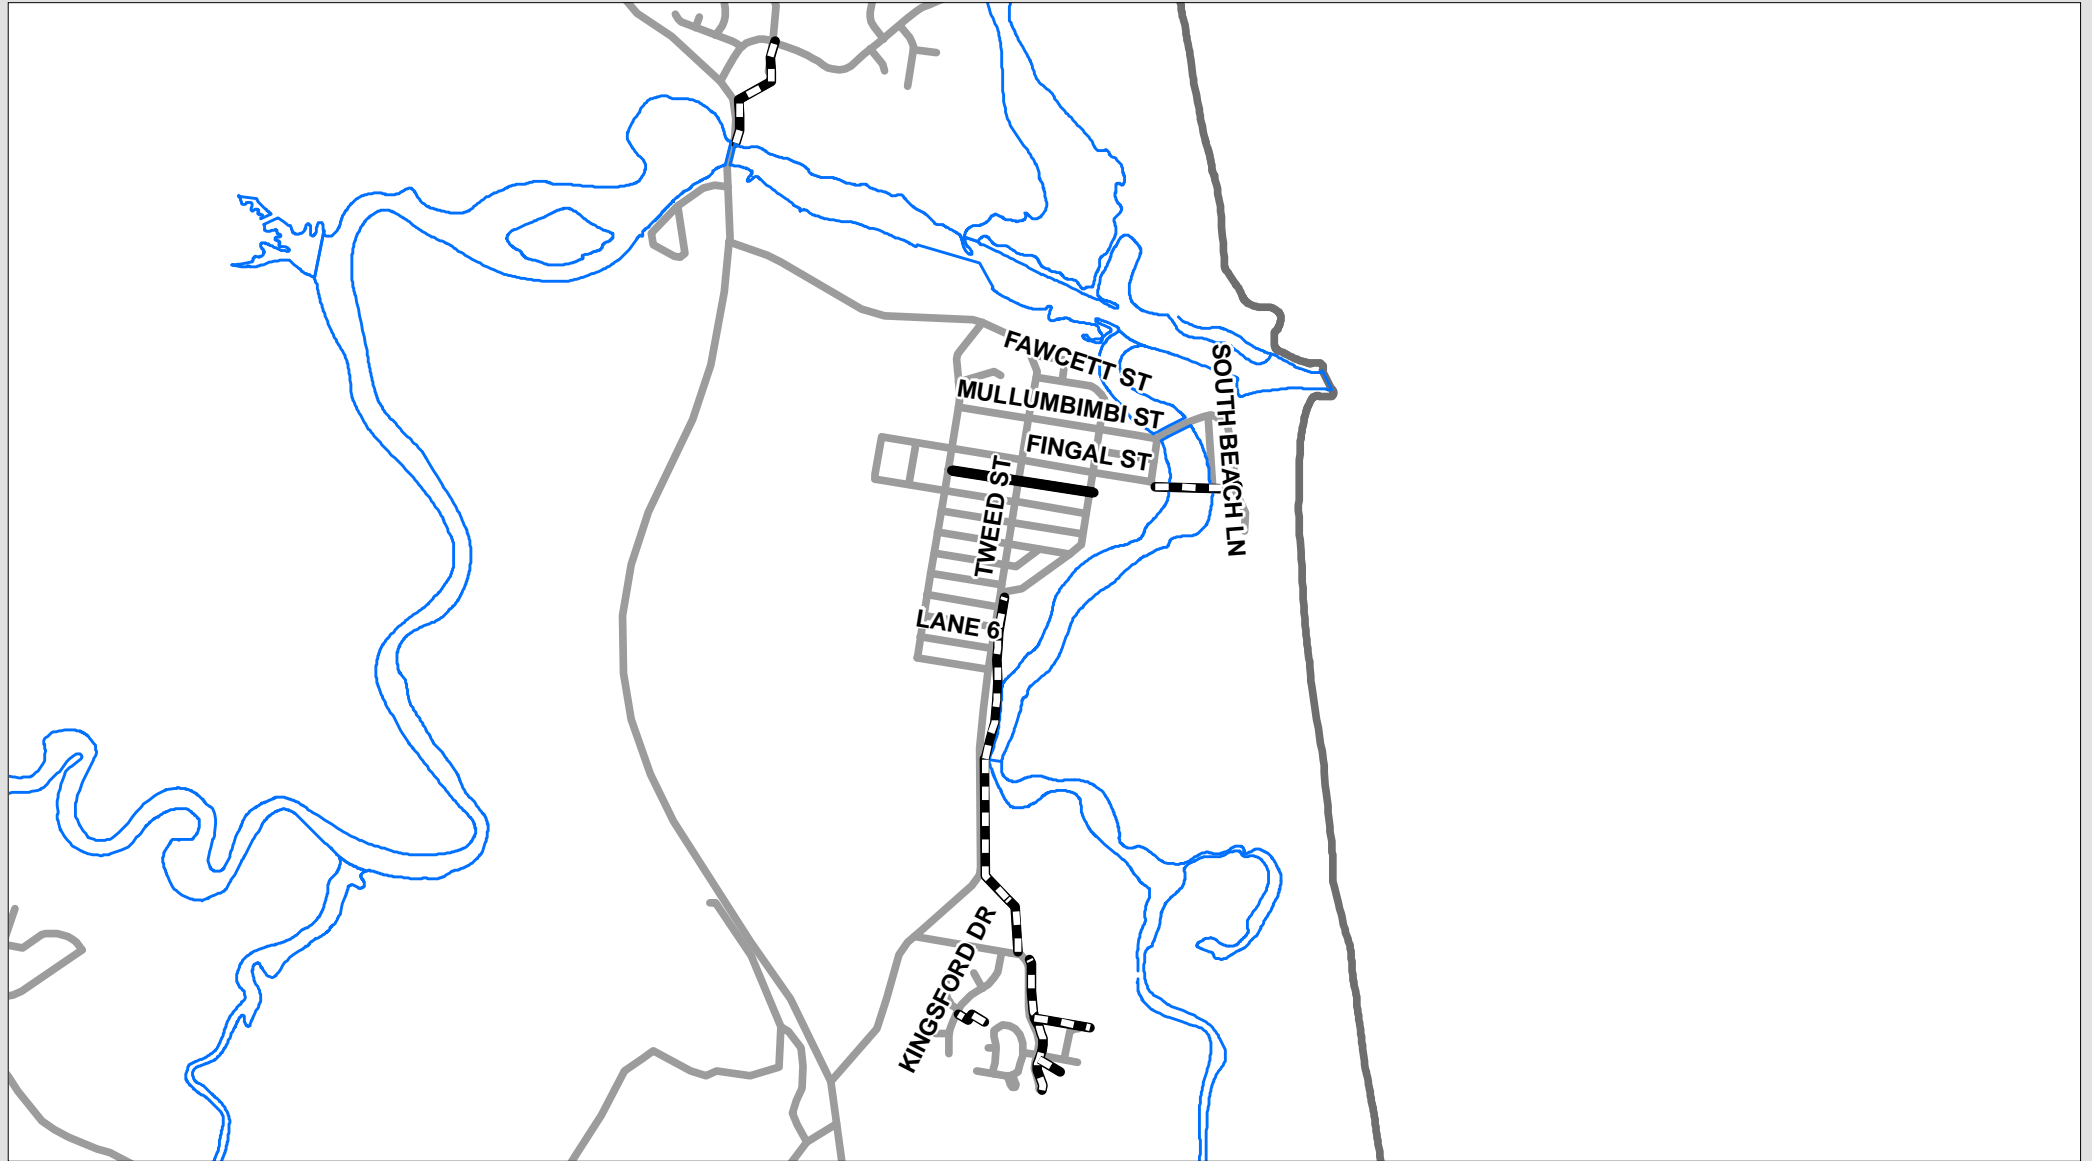 FAWCETT ST
SOUTH BEACH LN
MULLUMBIMBI ST
FINGAL ST
TWEED ST
LANE 6
KINGSFORD DR